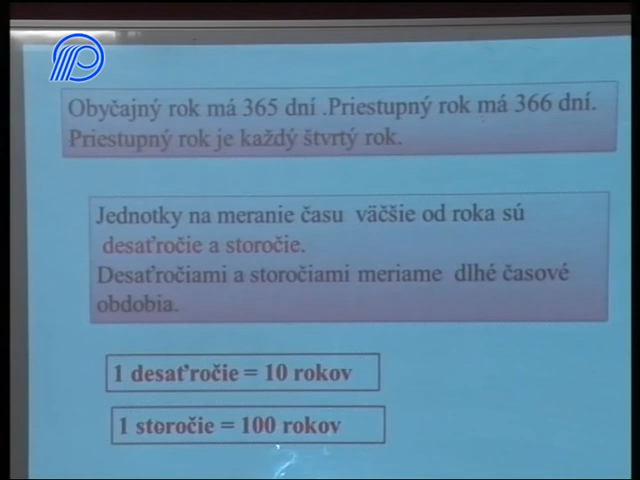 Obyčajný rok má 365 dní .Priestupný rok má 366 dní.
Priestupný rok je každý štvrtý rok.
Jednotky na meranie času väčšie od roka sú
desaťročie a storočie.
Desaťročiami a storočiami meriame dlhé časové
obdobia.
1 desaťročie = 10 rokov
1 storočie = 100 rokov